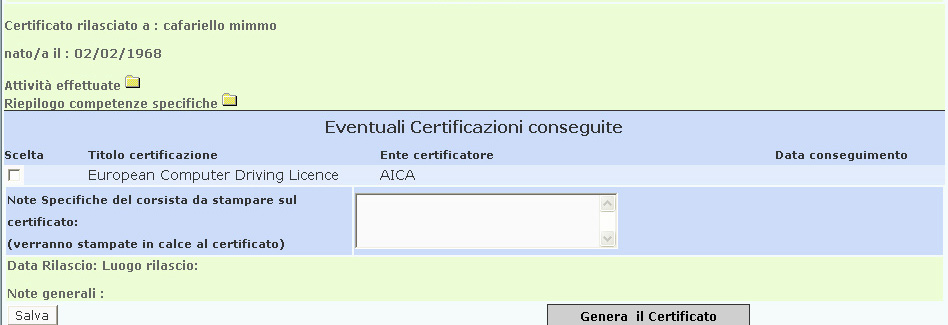 Certificato rilasciato a : cafariello mimmo
nato/a il : 02/02/1968
Attività effettuate
Riepilogo competenze specifiche
Eventuali Certificazioni conseguite
Scelta Titolo certificazione Ente certificatore Data conseguimento
European Computer Driving Licence AICA
Note Specifiche del corsista da stampare sul
certificato:
(verranno stampate in calce al certificato)
Data Rilascio: Luogo rilascio:
Note generali :
Salva Genera il Certificato